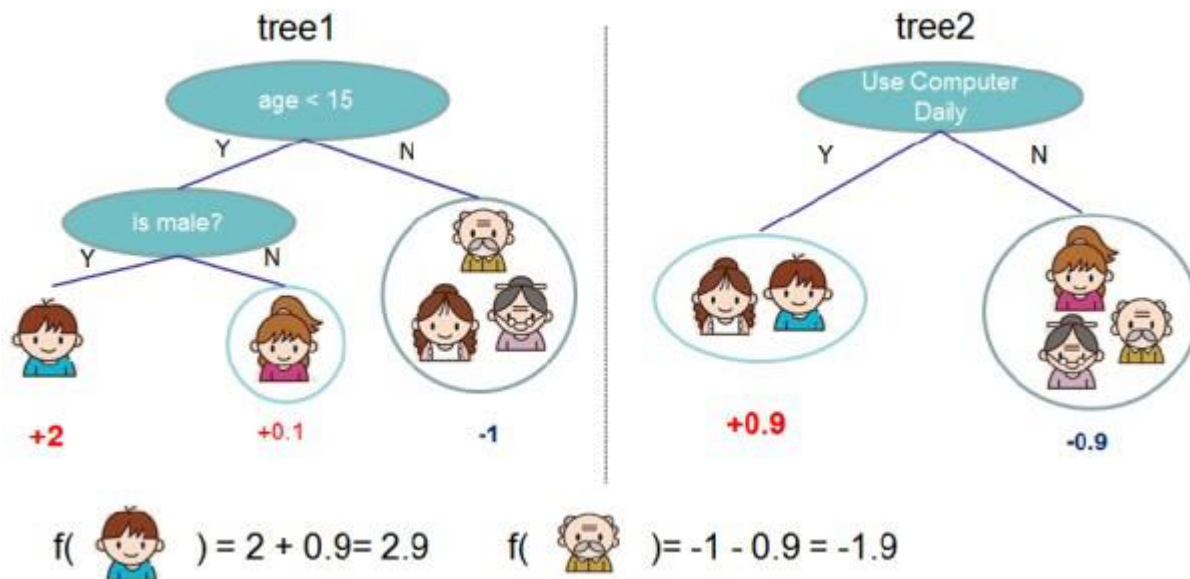 tree1
tree2
age < 15
Use Computer
Daily
Y
N
Y
N
is male?
Y
N
+2
+0.1
-1
+0.9
-0.9
f( ) = 2 + 0.9= 2.9
f( )= -1 - 0.9 = -1.9